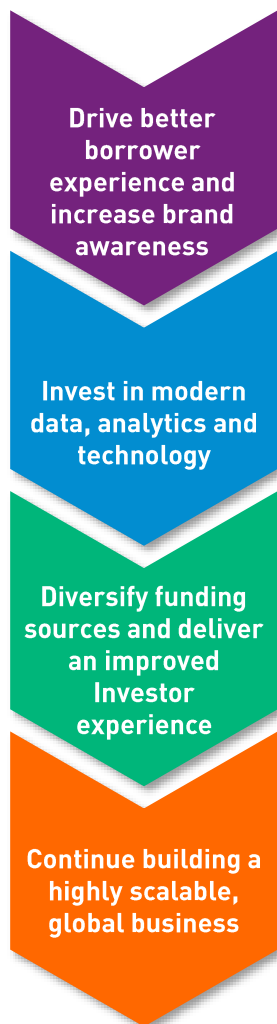 Drive better
borrower
experience and
increase brand
awareness
Invest in modern
data, analytics and
technology
Diversify funding
sources and deliver
an improved
Investor
experience
Continue building a
highly scalable,
global business